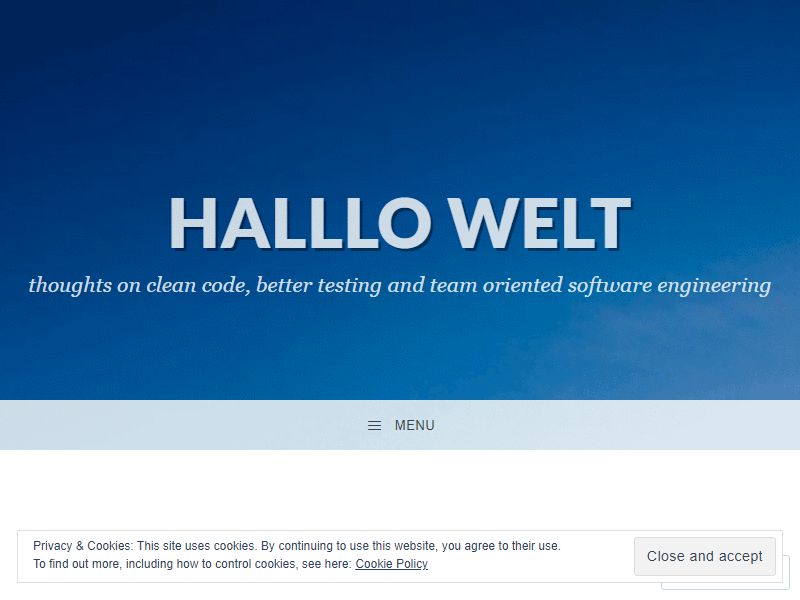 HALLLO WELT
thoughts on clean code, better testing and team oriented software engineering
MENU
Privacy & Cookies: This site uses cookies. By continuing to use this website, you agree to their use.
To find out more, including how to control cookies, see here: Cookie Policy
Close and accept